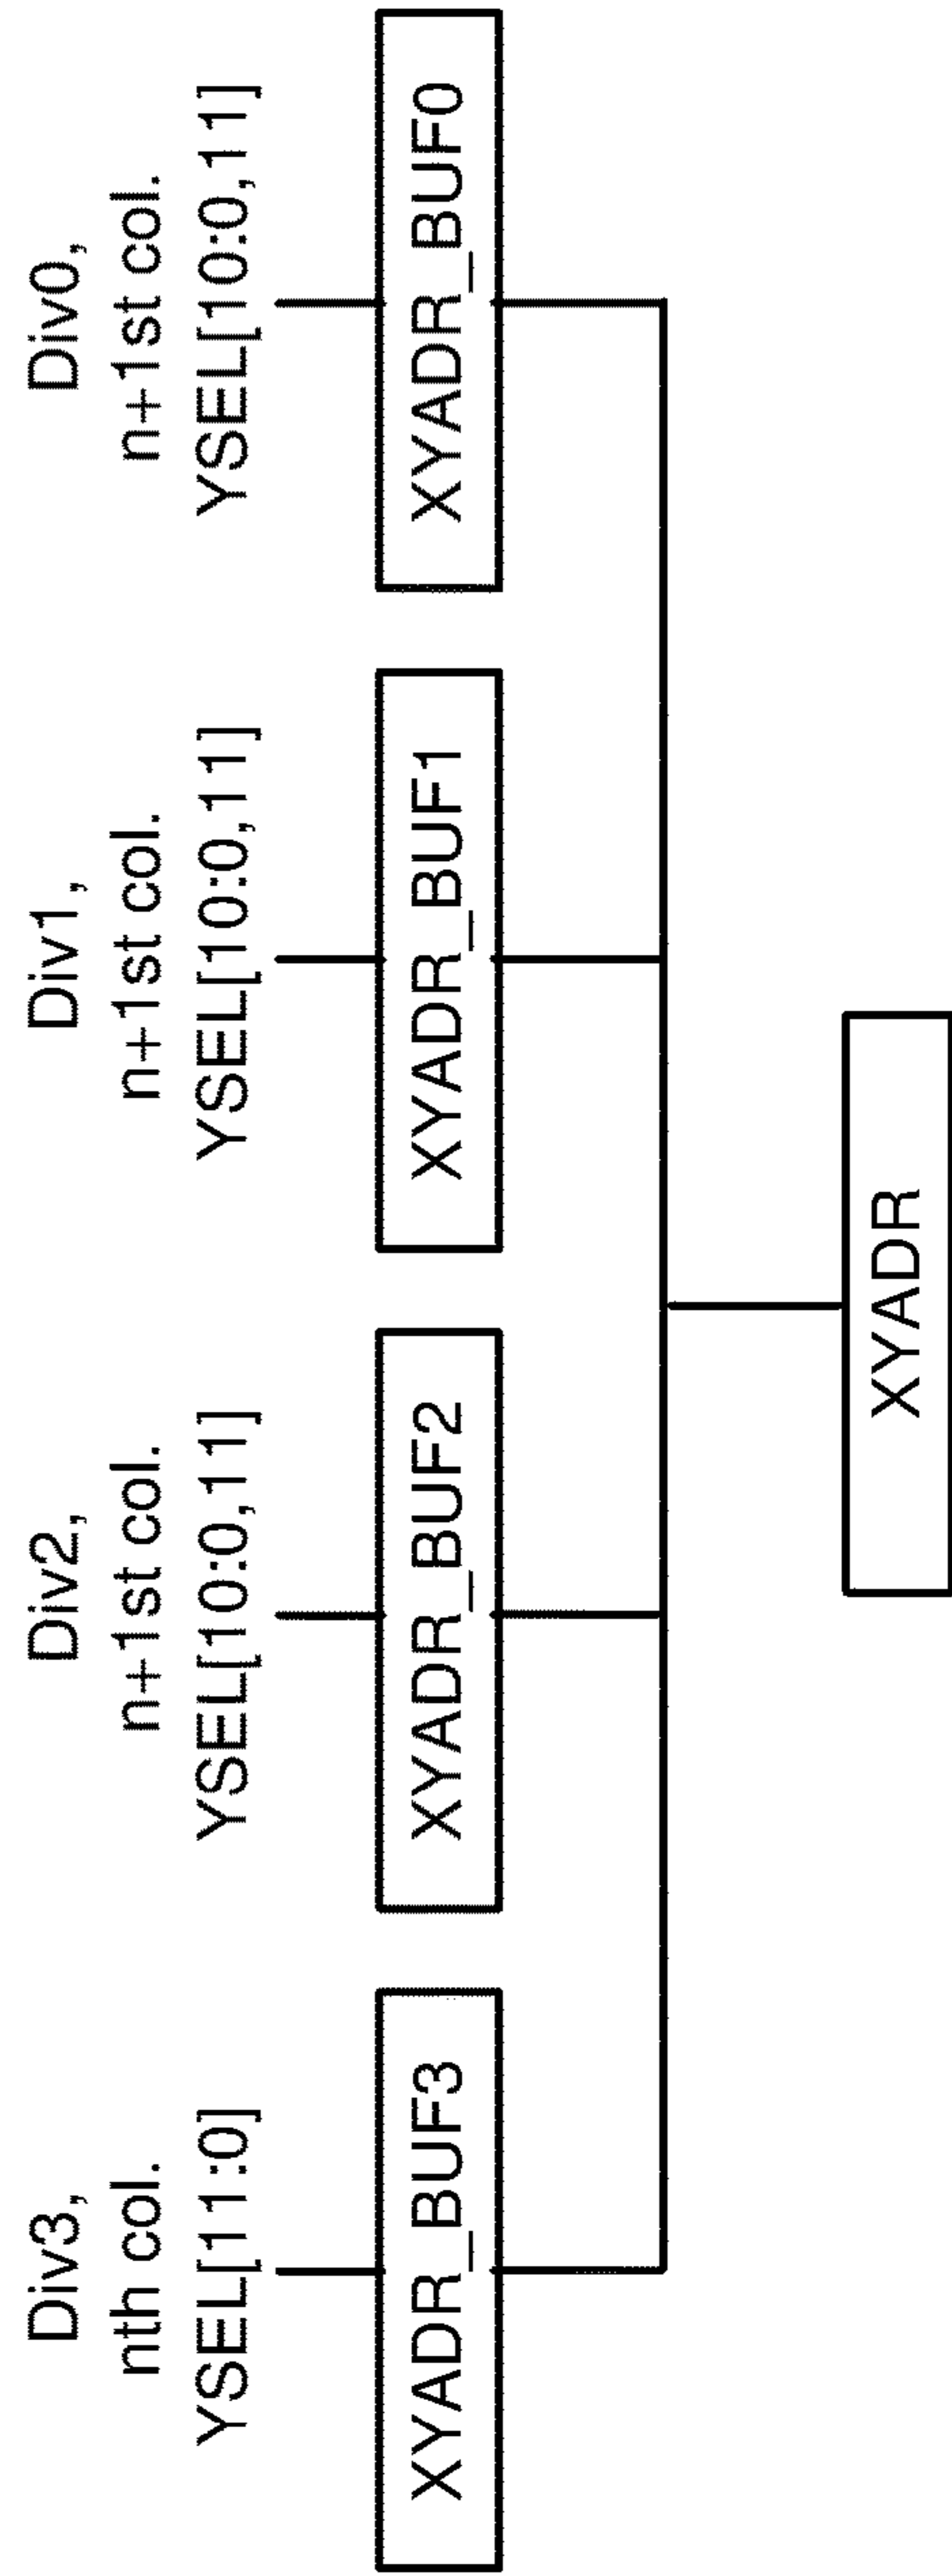 Div3,
nth col.
YSEL[11:0]
XYADR_BUF3
Div2,
n+1st col.
YSEL[10:0,11]
XYADR_BUF2
Div1,
n+1st col.
YSEL[10:0,11]
XYADR_BUF1
Div0,
n+1st col.
YSEL[10:0,11]
XYADR_BUF0
XYADR